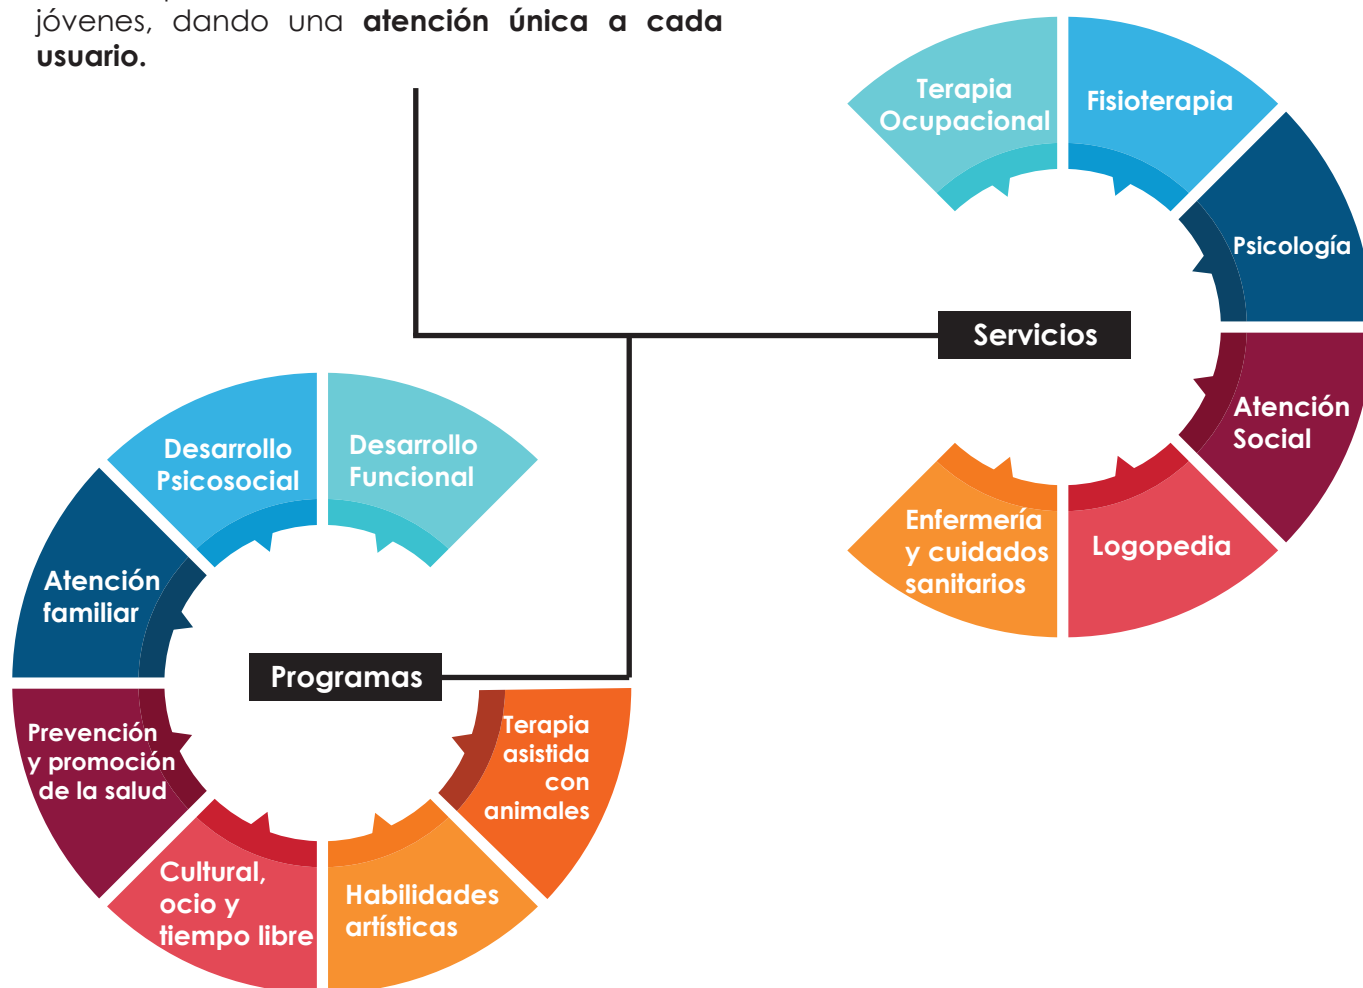 jóvenes, dando una atención única a cada
usuario.
Terapia
Ocupacional
Fisioterapia
Psicología
Servicios
Atención
Social
Enfermería
y cuidados
sanitarios
Logopedia
Desarrollo
Psicosocial
Desarrollo
Funcional
Atención
familiar
Programas
Prevención
y promoción
de la salud
Terapia
asistida
con
animales
Cultural,
ocio y
tiempo libre
Habilidades
artísticas